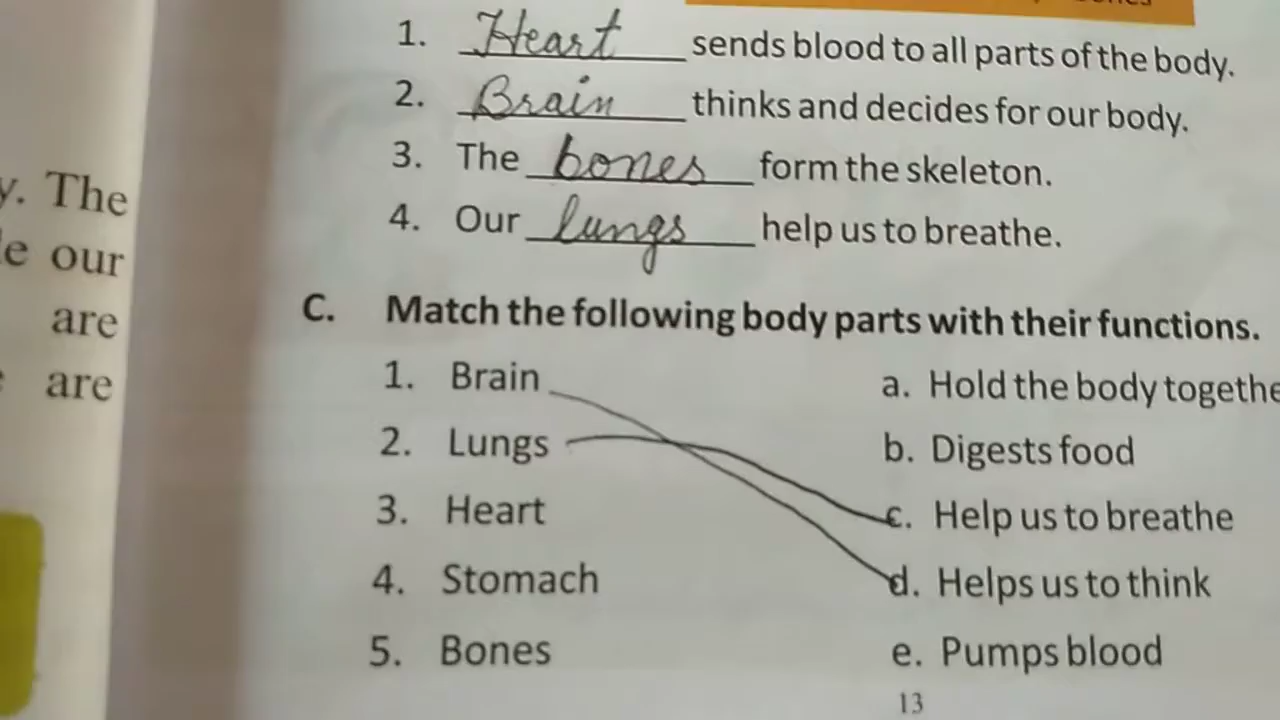 1. Heart sends blood to all parts of the body.
2. Brain thinks and decides for our body.
3. The bones form the skeleton.
4. Our lungs help us to breathe.
y. The
e our
are
are
C. Match the following body parts with their functions.
1. Brain a. Hold the body togethe
2. Lungs b. Digests food
3. Heart c. Help us to breathe
4. Stomach d. Helps us to think
5. Bones e. Pumps blood
13